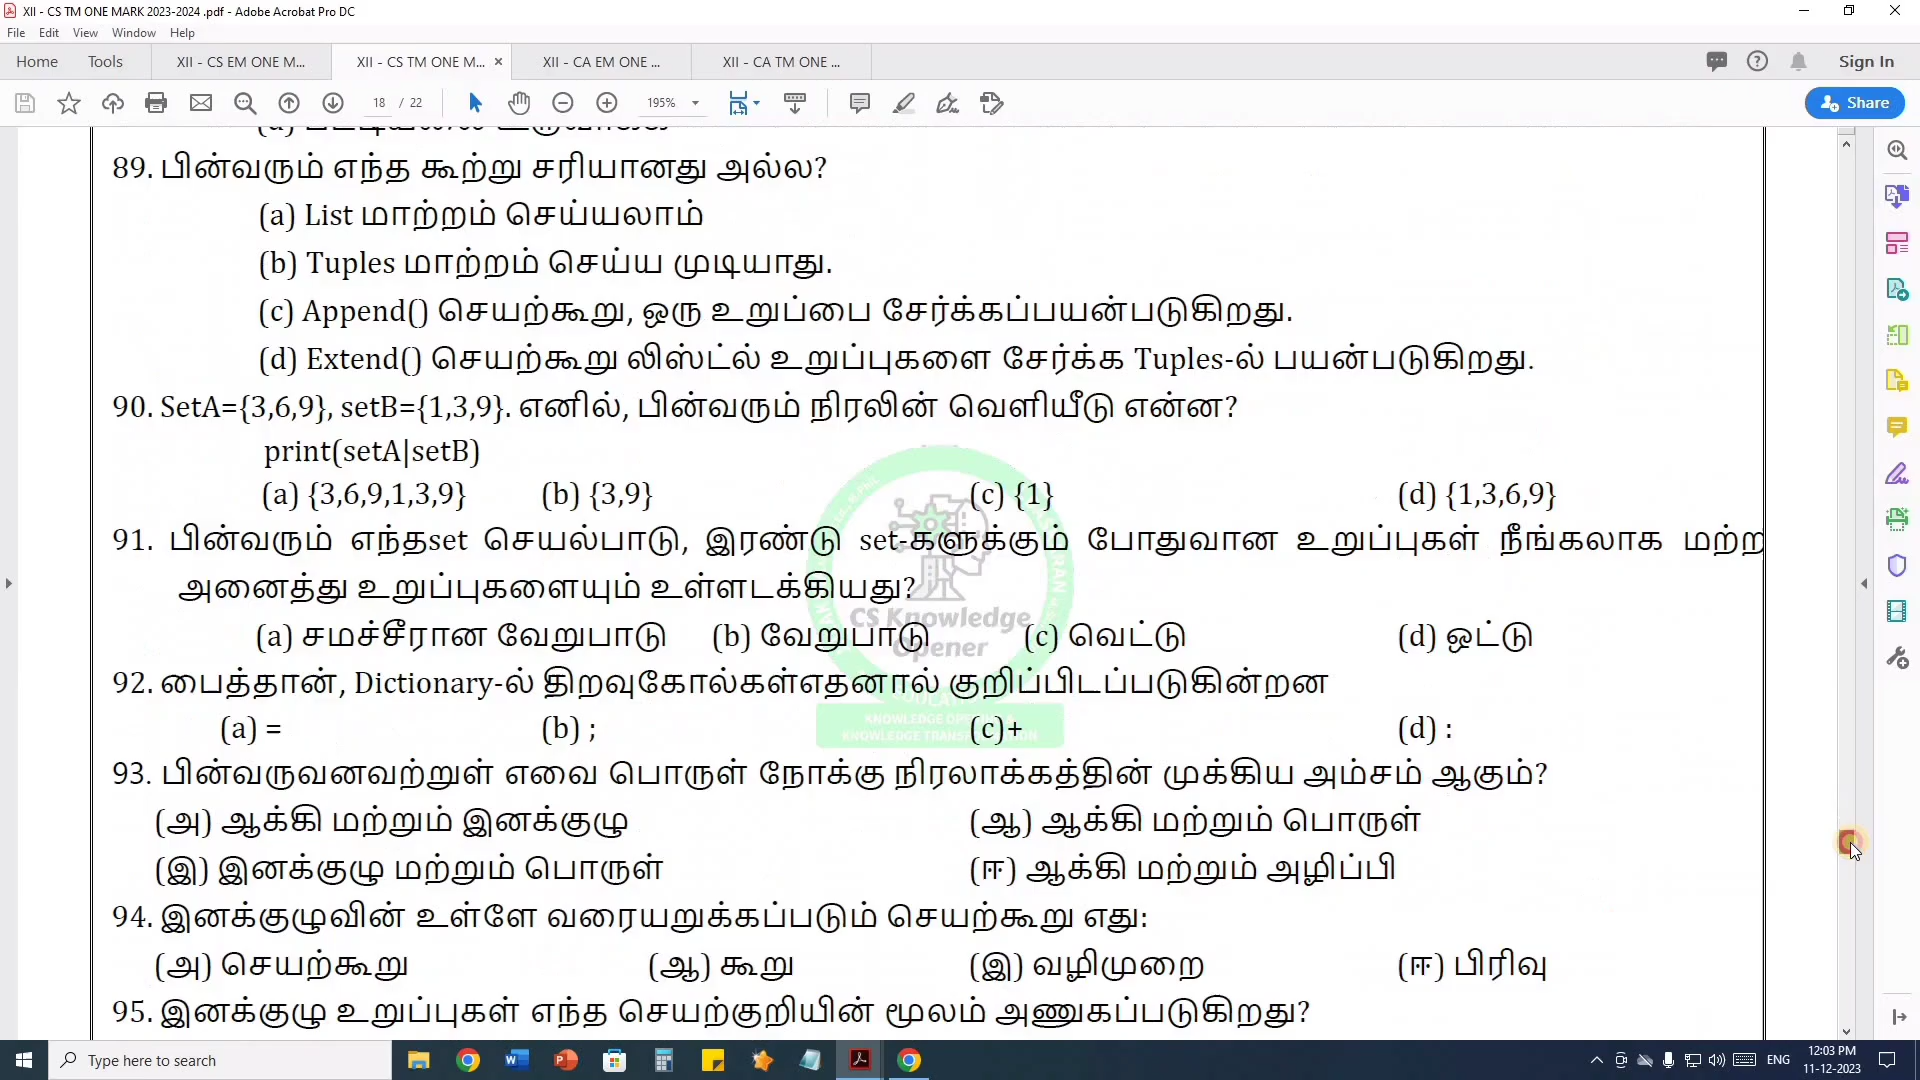 XII - CS TM ONE MARK 2023-2024 .pdf - Adobe Acrobat Pro DC
File Edit View Window Help
Home Tools XII - CS EM ONE M... XII - CS TM ONE M... × XII - CA EM ONE ... XII - CA TM ONE ... Sign In
18 / 22 195% Share
89. பின்வரும் எந்த கூற்று சரியானது அல்ல?
(a) List மாற்றம் செய்யலாம்
(b) Tuples மாற்றம் செய்ய முடியாது.
(c) Append() செயற்கூறு, ஒரு உறுப்பை சேர்க்கப்பயன்படுகிறது.
(d) Extend() செயற்கூறு லிஸ்ட்ல் உறுப்புகளை சேர்க்க Tuples-ல் பயன்படுகிறது.
90. SetA={3,6,9}, setB={1,3,9}. எனில், பின்வரும் நிரலின் வெளியீடு என்ன?
print(setA|setB)
(a) {3,6,9,1,3,9} (b) {3,9} (c) {1} (d) {1,3,6,9}
91. பின்வரும் எந்தset செயல்பாடு, இரண்டு set-களுக்கும் போதுவான உறுப்புகள் நீங்கலாக மற்ற
அனைத்து உறுப்புகளையும் உள்ளடக்கியது?
(a) சமச்சீரான வேறுபாடு (b) வேறுபாடு (c) வெட்டு (d) ஒட்டு
CS Knowledge
Opener
92. பைத்தான், Dictionary-ல் திறவுகோல்கள்எதனால் குறிப்பிடப்படுகின்றன
(a) = (b) ; (c)+ (d) :
93. பின்வருவனவற்றுள் எவை பொருள் நோக்கு நிரலாக்கத்தின் முக்கிய அம்சம் ஆகும்?
(அ) ஆக்கி மற்றும் இனக்குழு (ஆ) ஆக்கி மற்றும் பொருள்
(இ) இனக்குழு மற்றும் பொருள் (ஈ) ஆக்கி மற்றும் அழிப்பி
94. இனக்குழுவின் உள்ளே வரையறுக்கப்படும் செயற்கூறு எது:
(அ) செயற்கூறு (ஆ) கூறு (இ) வழிமுறை (ஈ) பிரிவு
95. இனக்குழு உறுப்புகள் எந்த செயற்குறியின் மூலம் அணுகப்படுகிறது?
Type here to search ENG 12:03 PM
11-12-2023